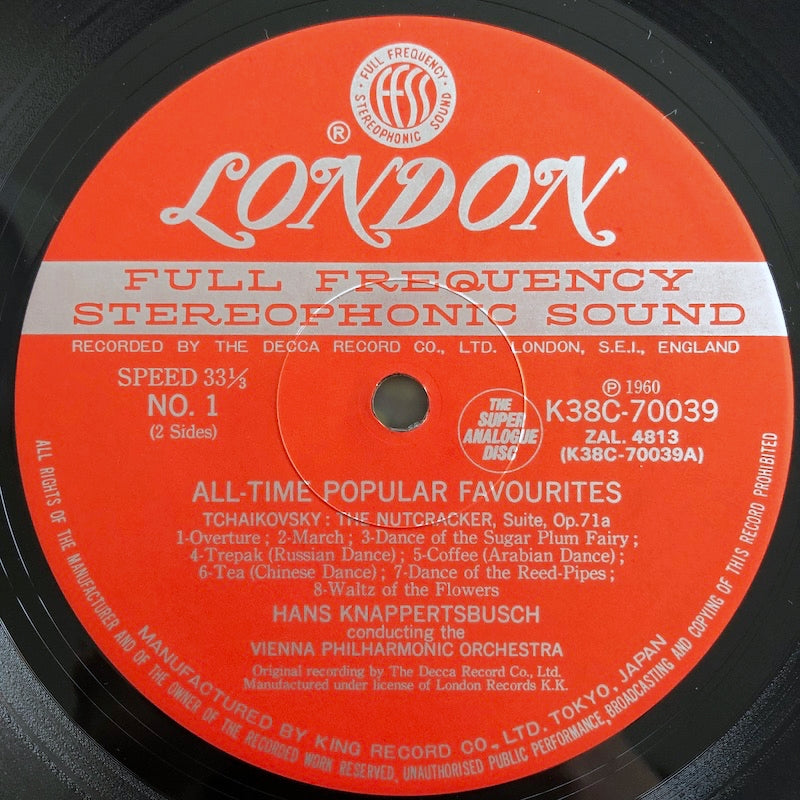 FULL FREQUENCY
ffss
STEREOPHONIC SOUND
®
LONDON
FULL FREQUENCY
STEREOPHONIC SOUND
RECORDED BY THE DECCA RECORD CO., LTD. LONDON, S.E.I., ENGLAND
SPEED 33⅓
NO. 1
(2 Sides)
THE
SUPER
ANALOGUE
DISC
Ⓟ 1960
K38C-70039
ZAL. 4813
(K38C-70039A)
ALL-TIME POPULAR FAVOURITES
TCHAIKOVSKY : THE NUTCRACKER, Suite, Op.71a
1-Overture ; 2-March ; 3-Dance of the Sugar Plum Fairy ;
4-Trepak (Russian Dance) ; 5-Coffee (Arabian Dance) ;
6-Tea (Chinese Dance) ; 7-Dance of the Reed-Pipes ;
8-Waltz of the Flowers
HANS KNAPPERTSBUSCH
conducting the
VIENNA PHILHARMONIC ORCHESTRA
Original recording by The Decca Record Co., Ltd.
Manufactured under license of London Records K.K.
MANUFACTURED BY KING RECORD CO., LTD. TOKYO, JAPAN
ALL RIGHTS OF THE MANUFACTURER AND OF THE OWNER OF THE RECORDED WORK RESERVED, UNAUTHORISED PUBLIC PERFORMANCE, BROADCASTING AND COPYING OF THIS RECORD PROHIBITED